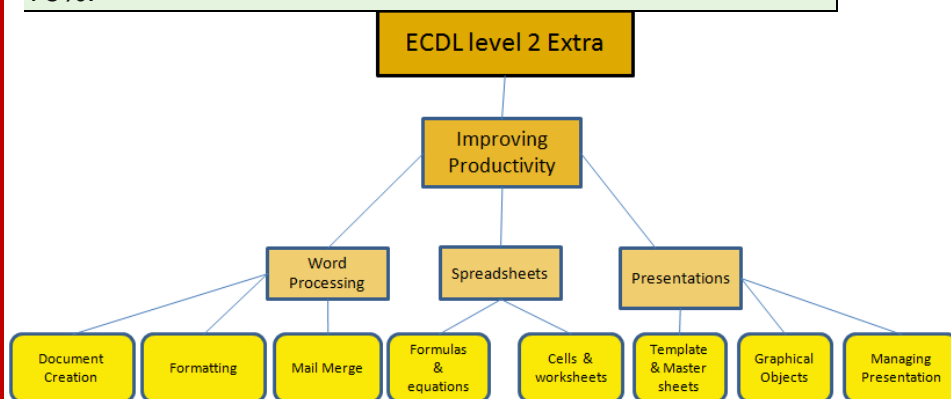 ECDL level 2 Extra
Improving
Productivity
Word
Processing
Spreadsheets
Presentations
Document
Creation
Formatting
Mail Merge
Formulas
&
equations
Cells &
worksheets
Template
& Master
sheets
Graphical
Objects
Managing
Presentation